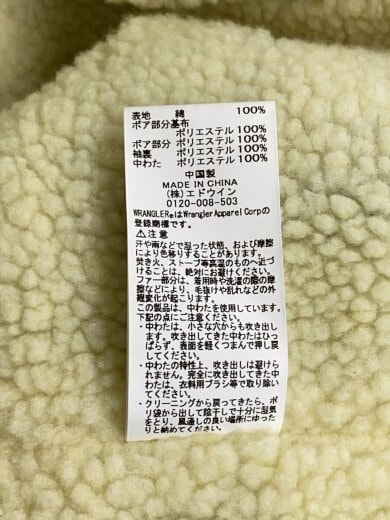 表地 綿 100%
ボア部分基布
ポリエステル 100%
ボア部分 ポリエステル 100%
袖裏 ポリエステル 100%
中わた ポリエステル 100%
中国製
MADE IN CHINA
(株)エドウイン
0120-008-503
WRANGLER®はWrangler Apparel Corpの
登録商標です。
⚠注意
汗や雨などで湿った状態、および摩擦
により色移りすることがあります。
焚き火、ストーブ等高温のものへ近づ
けることは、絶対にお避けください。
ファー部分は、着用時や洗濯の際の摩
擦などにより、毛抜けや乱れなどの外
観変化が起こります。
この製品は、中わたを使用しています。
下記の点にご注意ください。
・中わたは、小さな穴からも吹き出し
ます。吹き出してきた中わたはひっ
ぱらず、表面を軽くつまんで押し戻
してください。
・中わたの特性上、吹き出しは避けら
れません。完全に吹き出してきた中
わたは、衣料用ブラシ等で取り除い
てください。
・クリーニングから戻ってきたら、ポ
リ袋から出して陰干しで十分に湿気
をとり、風通しの良い場所にゆった
りと納めてください。